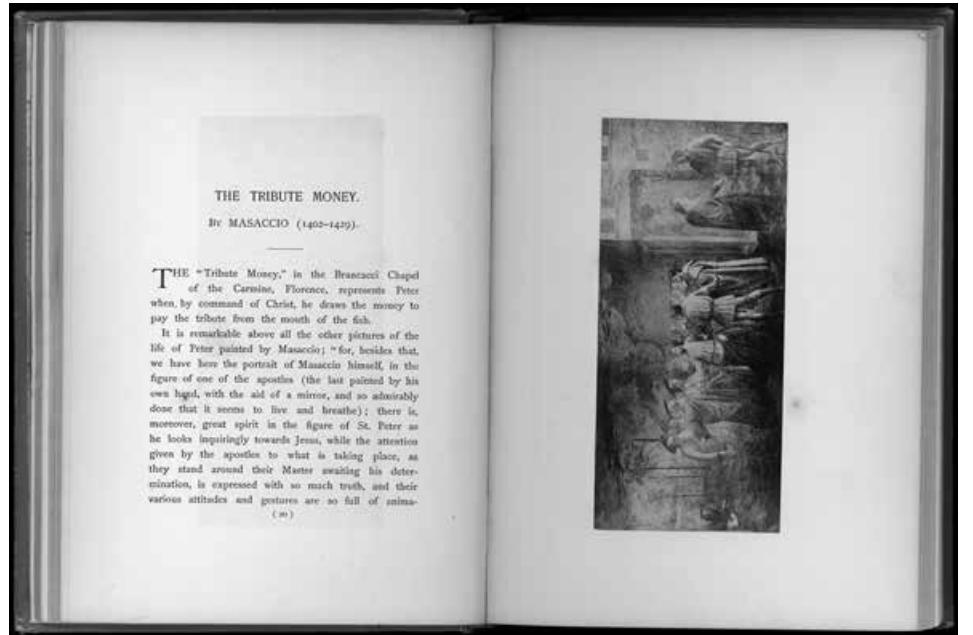 THE TRIBUTE MONEY.
BY MASACCIO (1402–1429).
THE "Tribute Money," in the Brancacci Chapel
of the Carmine, Florence, represents Peter
when, by command of Christ, he draws the money to
pay the tribute from the mouth of the fish.
It is remarkable above all the other pictures of the
life of Peter painted by Masaccio; "for, besides that,
we have here the portrait of Masaccio himself, in the
figure of one of the apostles (the last painted by his
own hand, with the aid of a mirror, and so admirably
done that it seems to live and breathe); there is,
moreover, great spirit in the figure of St. Peter as
he looks inquiringly towards Jesus, while the attention
given by the apostles to what is taking place, as
they stand around their Master awaiting his deter-
mination, is expressed with so much truth, and their
various attitudes and gestures are so full of anima-
(20)